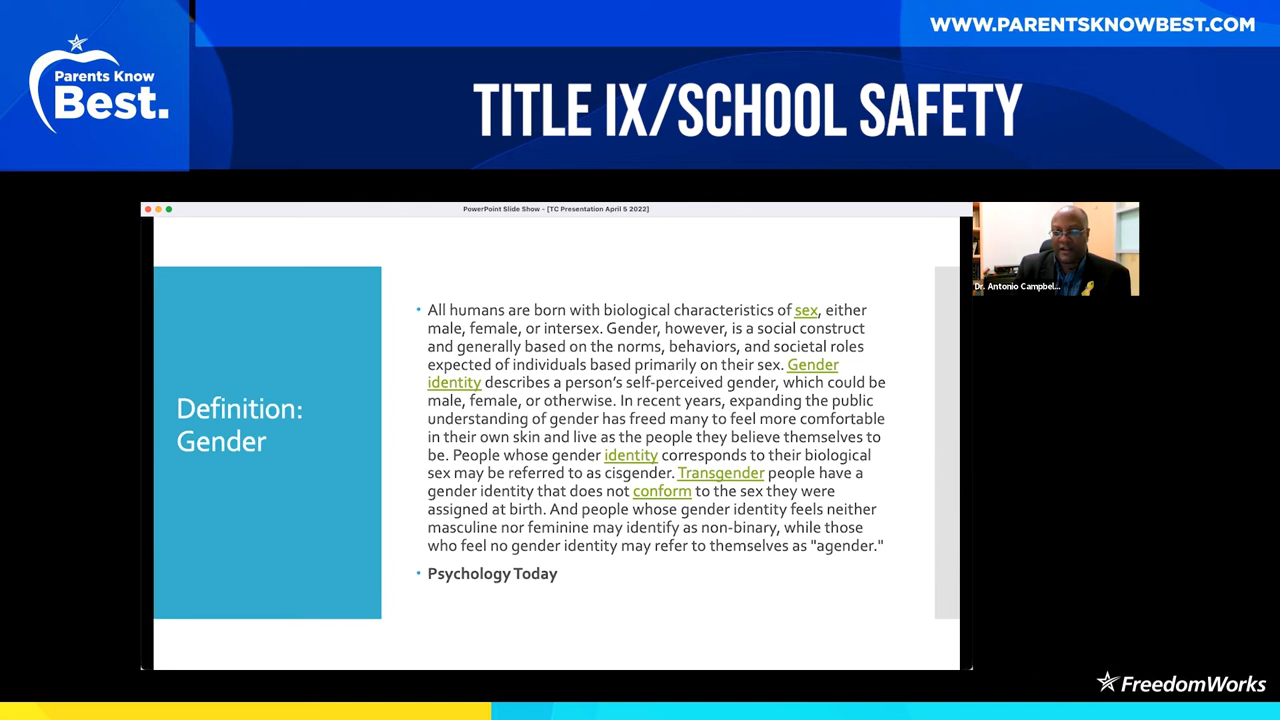 WWW.PARENTSKNOWBEST.COM
Parents Know
Best.
TITLE IX/SCHOOL SAFETY
PowerPoint Slide Show - [TC Presentation April 5 2022]
Dr. Antonio Campbel...
Definition:
Gender
• All humans are born with biological characteristics of sex, either
male, female, or intersex. Gender, however, is a social construct
and generally based on the norms, behaviors, and societal roles
expected of individuals based primarily on their sex. Gender
identity describes a person's self-perceived gender, which could be
male, female, or otherwise. In recent years, expanding the public
understanding of gender has freed many to feel more comfortable
in their own skin and live as the people they believe themselves to
be. People whose gender identity corresponds to their biological
sex may be referred to as cisgender. Transgender people have a
gender identity that does not conform to the sex they were
assigned at birth. And people whose gender identity feels neither
masculine nor feminine may identify as non-binary, while those
who feel no gender identity may refer to themselves as "agender."
• Psychology Today
FreedomWorks